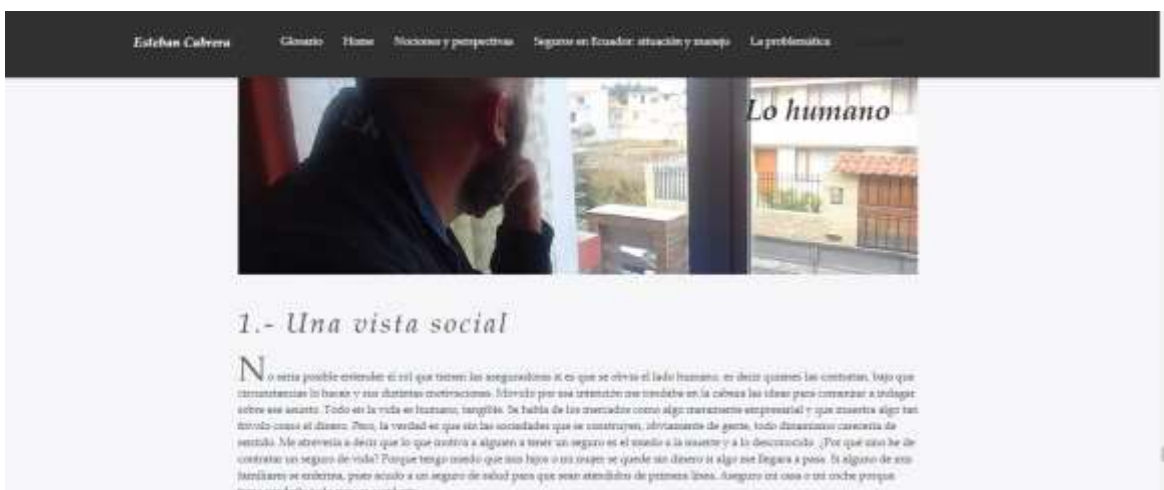 Esteban Cabrera Glosario Home Nociones y perspectivas Seguros en Ecuador: situación y manejo La problemática
Lo humano
1.- Una vista social
No sería posible entender el rol que tienen las aseguradoras si es que se obvia el lado humano, es decir quienes las contratan, bajo que
circunstancias lo hacen y sus distintas motivaciones. Movido por esa intención me rondaba en la cabeza las ideas para comenzar a indagar
sobre ese asunto. Todo en la vida es humano, tangible. Se habla de los mercados como algo meramente empresarial y que muestra algo tan
frívolo como el dinero. Pero, la verdad es que sin las sociedades que se construyen, obviamente de gente, todo dinamismo carecería de
sentido. Me atrevería a decir que lo que motiva a alguien a tener un seguro es el miedo a la muerte y a lo desconocido. ¿Por qué sino he de
contratar un seguro de vida? Porque tengo miedo que mis hijos o mi mujer se quede sin dinero si algo me llegara a pasa. Si alguno de mis
familiares se enferma, pues acudo a un seguro de salud para que sean atendidos de primera línea. Aseguro mi casa o mi coche porque